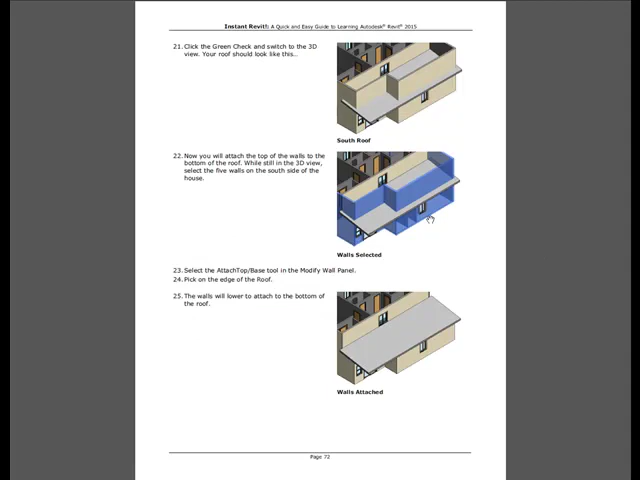 Instant Revit!: A Quick and Easy Guide to Learning Autodesk® Revit® 2015
21. Click the Green Check and switch to the 3D
view. Your roof should look like this…
South Roof
22. Now you will attach the top of the walls to the
bottom of the roof. While still in the 3D view,
select the five walls on the south side of the
house.
Walls Selected
23. Select the AttachTop/Base tool in the Modify Wall Panel.
24. Pick on the edge of the Roof.
25. The walls will lower to attach to the bottom of
the roof.
Walls Attached
Page 72